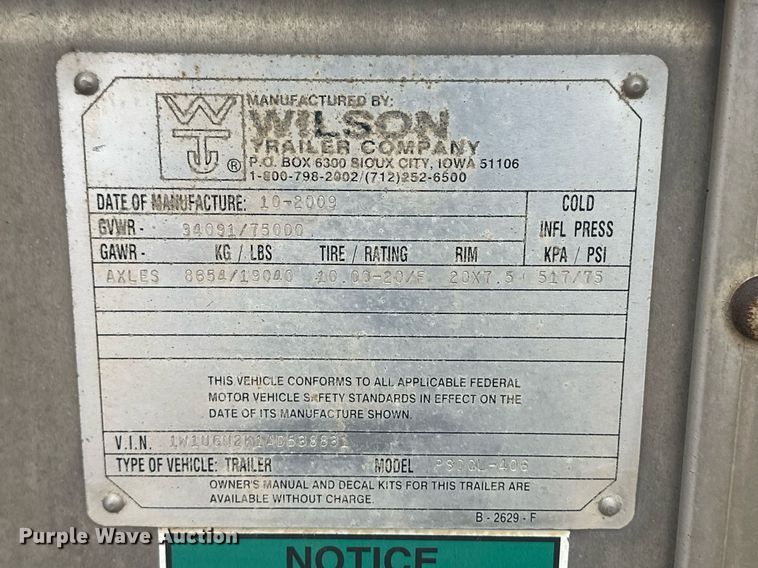 WT ®
MANUFACTURED BY:
WILSON
TRAILER COMPANY
P.O. BOX 6300 SIOUX CITY, IOWA 51106
1-800-798-2002/(712)252-6500
DATE OF MANUFACTURE: 10-2009 COLD
GVWR - 34091/75000 INFL PRESS
GAWR - KG / LBS TIRE / RATING RIM KPA / PSI
AXLES 8654/19040 10.00-20/F 20X7.5 517/75
THIS VEHICLE CONFORMS TO ALL APPLICABLE FEDERAL
MOTOR VEHICLE SAFETY STANDARDS IN EFFECT ON THE
DATE OF ITS MANUFACTURE SHOWN.
V.I.N.
TYPE OF VEHICLE: TRAILER MODEL PSDCL-406
OWNER'S MANUAL AND DECAL KITS FOR THIS TRAILER ARE
AVAILABLE WITHOUT CHARGE.
B - 2629 - F
Purple Wave Auction
NOTICE